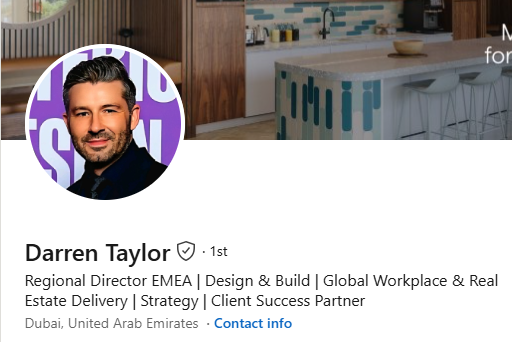 M
for
Darren Taylor · 1st
Regional Director EMEA | Design & Build | Global Workplace & Real
Estate Delivery | Strategy | Client Success Partner
Dubai, United Arab Emirates · Contact info